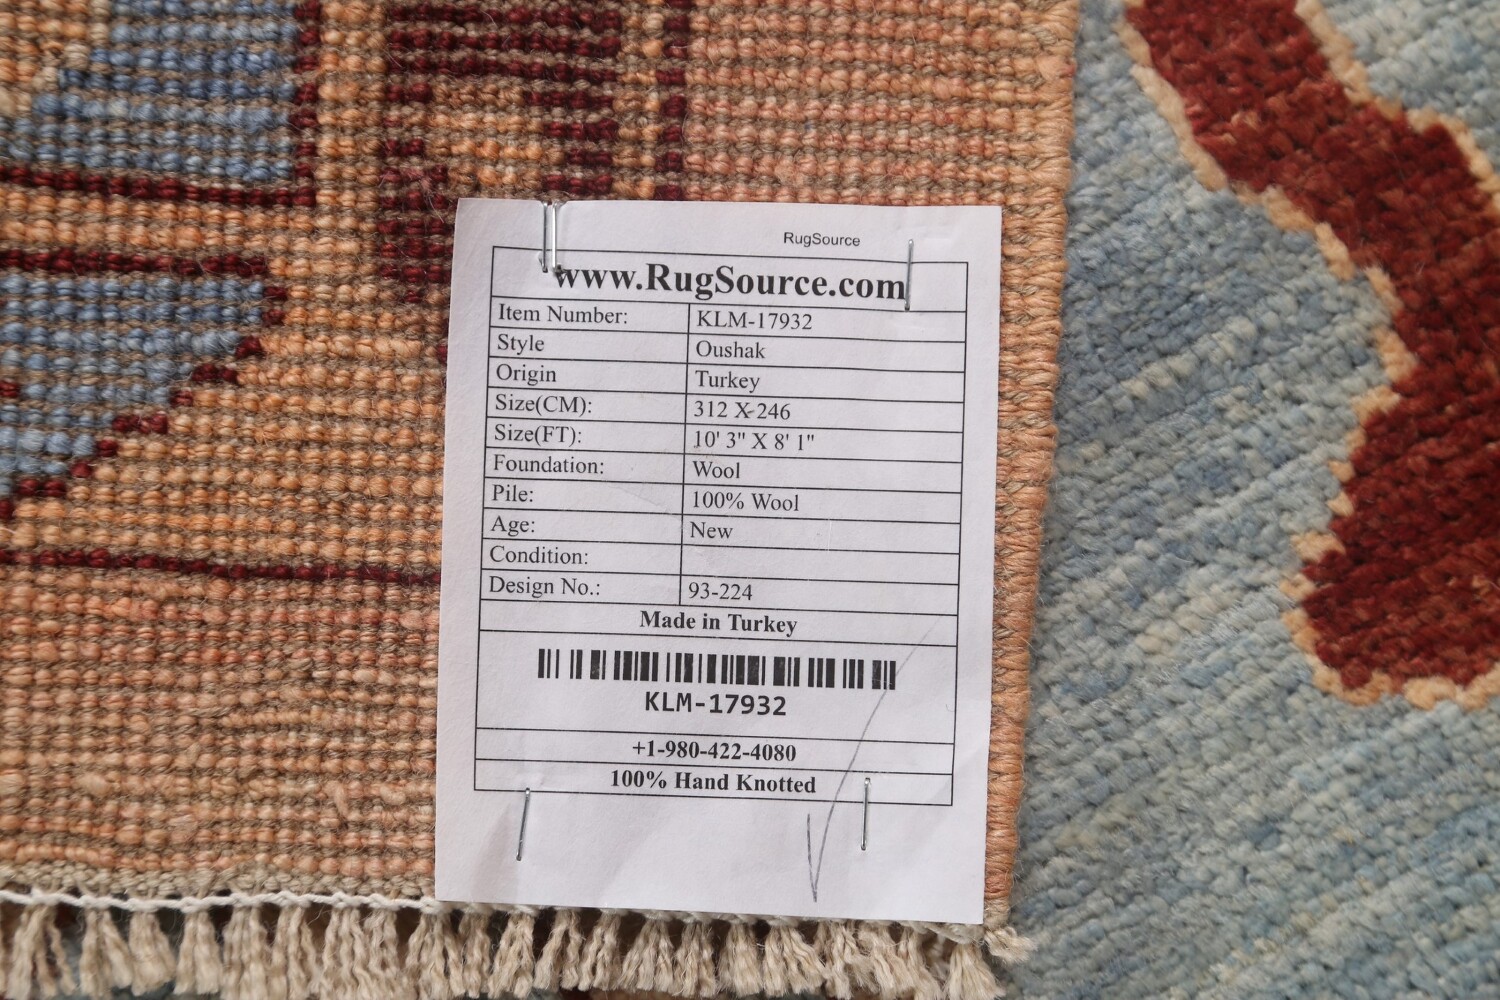 RugSource
www.RugSource.com
Item Number: KLM-17932
Style Oushak
Origin Turkey
Size(CM): 312 X 246
Size(FT): 10' 3" X 8' 1"
Foundation: Wool
Pile: 100% Wool
Age: New
Condition:
Design No.: 93-224
Made in Turkey
KLM-17932
+1-980-422-4080
100% Hand Knotted